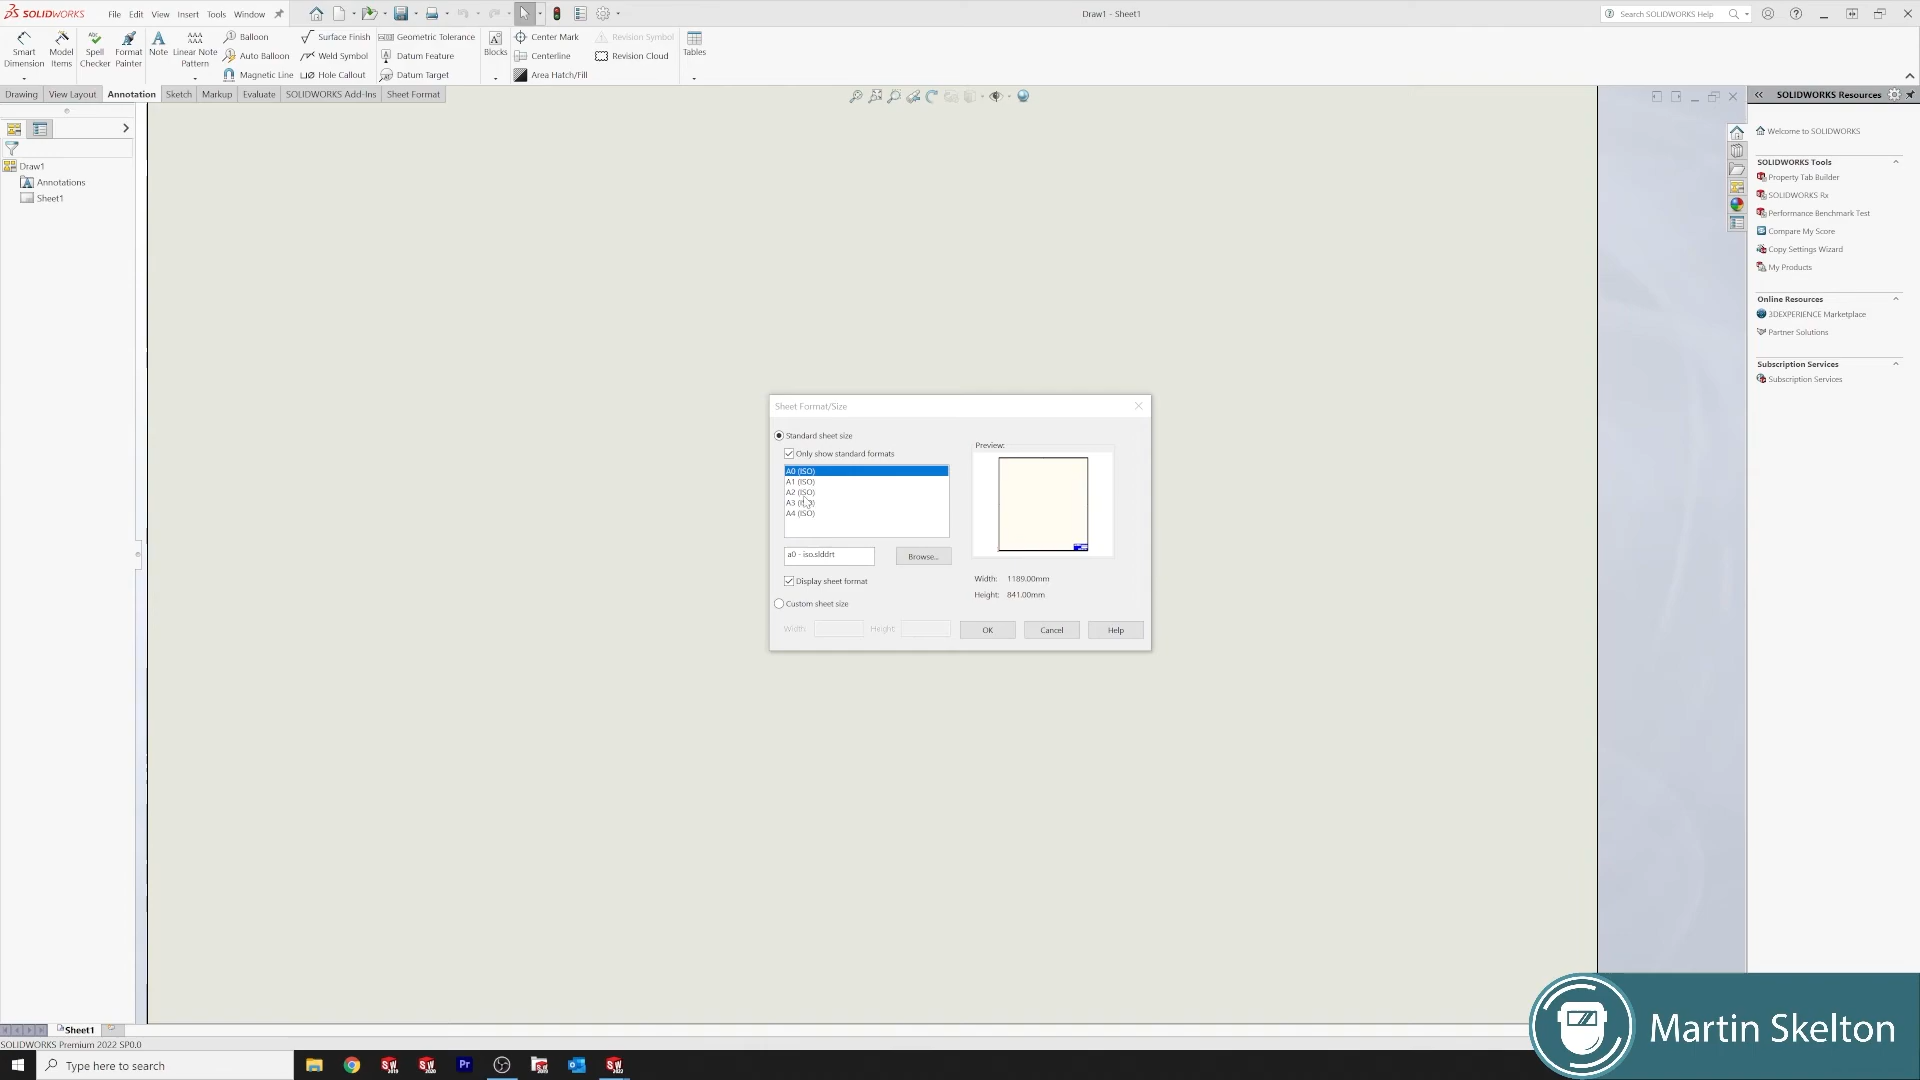 SOLIDWORKS File Edit View Insert Tools Window Draw1 - Sheet1 Search SOLIDWORKS Help
Smart Dimension Model Items Spell Checker Format Painter Note Linear Note Pattern
Balloon Surface Finish Geometric Tolerance Blocks Center Mark Revision Symbol Tables
Auto Balloon Weld Symbol Datum Feature Centerline Revision Cloud
Magnetic Line Hole Callout Datum Target Area Hatch/Fill
Drawing View Layout Annotation Sketch Markup Evaluate SOLIDWORKS Add-Ins Sheet Format
SOLIDWORKS Resources
Draw1
Annotations
Sheet1
Welcome to SOLIDWORKS
SOLIDWORKS Tools
Property Tab Builder
SOLIDWORKS Rx
Performance Benchmark Test
Compare My Score
Copy Settings Wizard
My Products
Online Resources
3DEXPERIENCE Marketplace
Partner Solutions
Subscription Services
Subscription Services
Sheet Format/Size
Standard sheet size
Only show standard formats
A0 (ISO)
A1 (ISO)
A2 (ISO)
A3 (ISO)
A4 (ISO)
a0 - iso.slddrt Browse...
Display sheet format
Custom sheet size
Width: Height:
Preview:
Width: 1189.00mm
Height: 841.00mm
OK Cancel Help
Sheet1
SOLIDWORKS Premium 2022 SP0.0
Type here to search
Martin Skelton